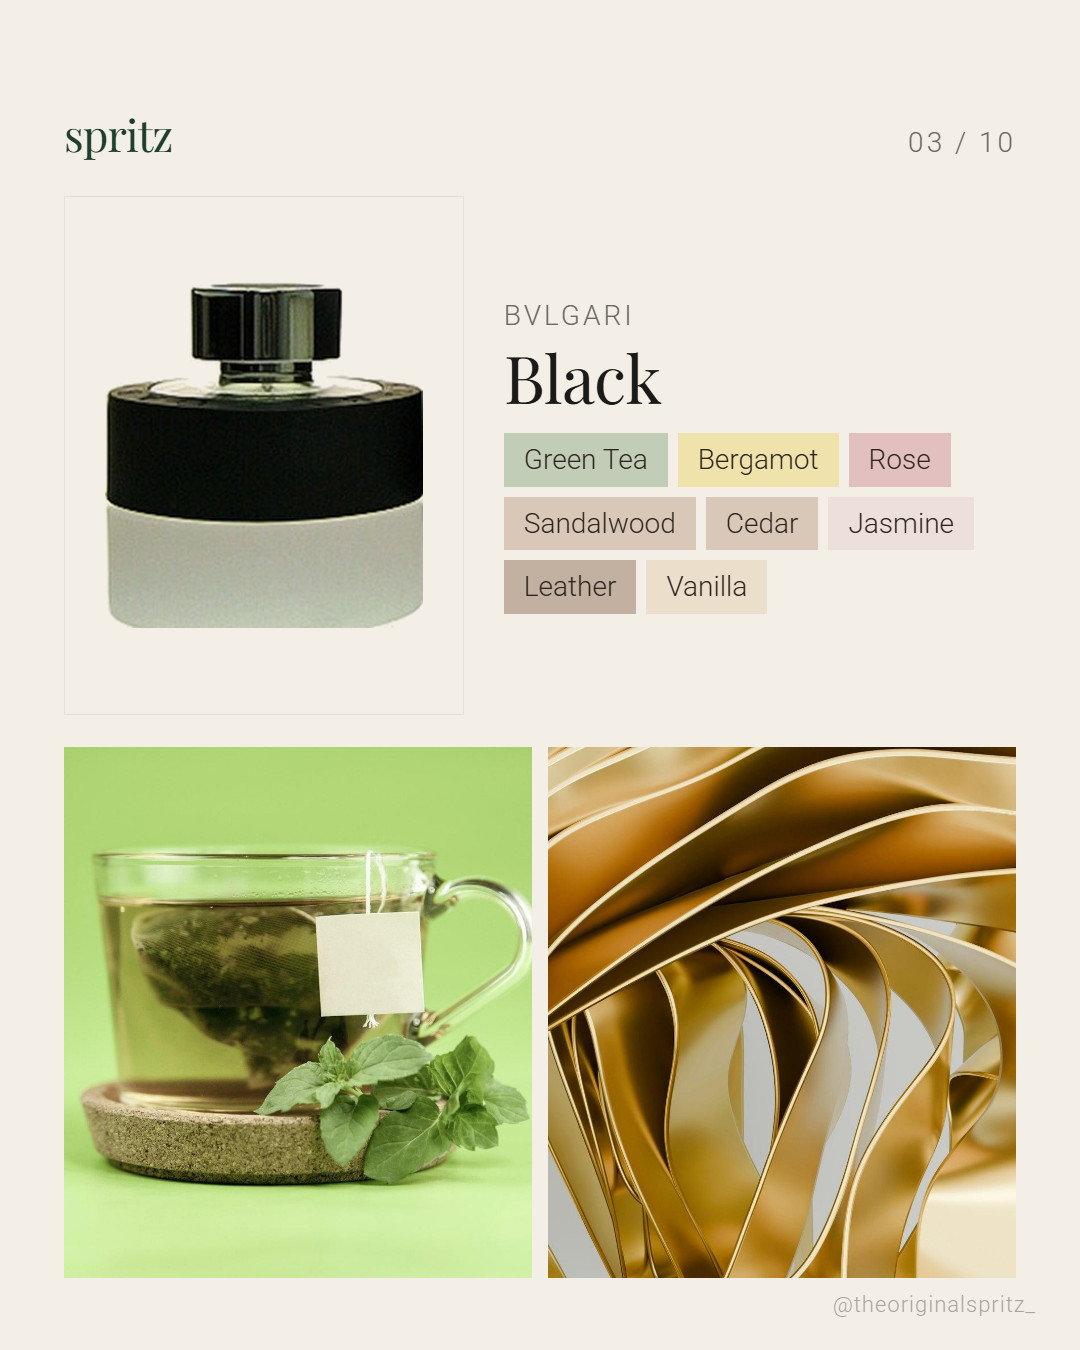 spritz
03 / 10
BVLGARI
Black
Green Tea Bergamot Rose
Sandalwood Cedar Jasmine
Leather Vanilla
@theoriginalspritz_